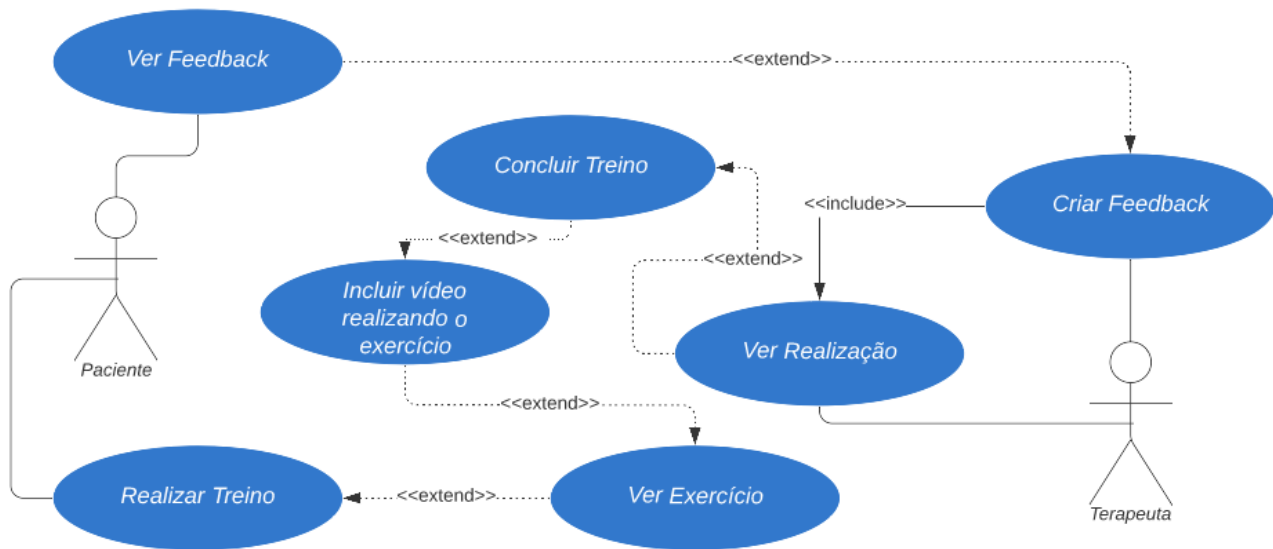 Ver Feedback
<<extend>>
Concluir Treino
Criar Feedback
<<include>>
<<extend>>
<<extend>>
Incluir vídeo
realizando o
exercício
Ver Realização
Paciente
<<extend>>
Realizar Treino
<<extend>>
Ver Exercício
Terapeuta